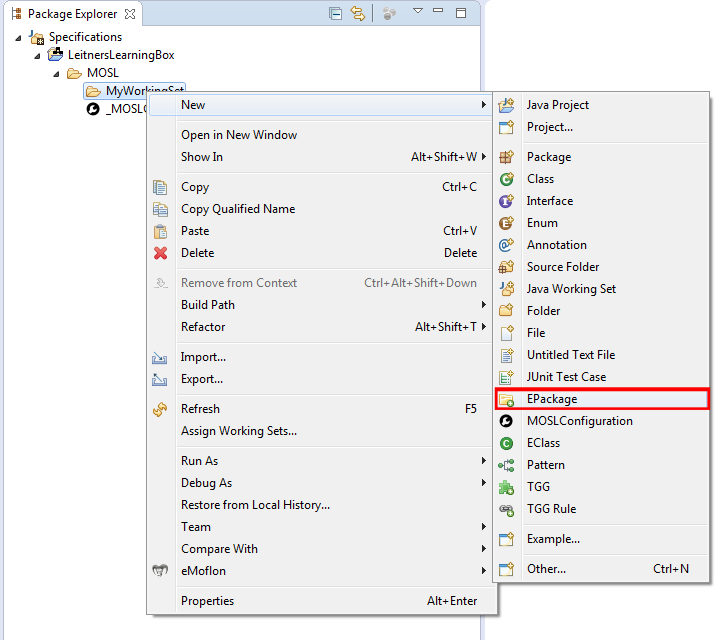 Package Explorer
Specifications
LeitnersLearningBox
MOSL
MyWorkingSet
_MOSLC
New
Open in New Window
Show In Alt+Shift+W
Copy Ctrl+C
Copy Qualified Name
Paste Ctrl+V
Delete Delete
Remove from Context Ctrl+Alt+Shift+Down
Build Path
Refactor Alt+Shift+T
Import...
Export...
Refresh F5
Assign Working Sets...
Run As
Debug As
Restore from Local History...
Team
Compare With
eMoflon
Properties Alt+Enter
Java Project
Project...
Package
Class
Interface
Enum
Annotation
Source Folder
Java Working Set
Folder
File
Untitled Text File
JUnit Test Case
EPackage
MOSLConfiguration
EClass
Pattern
TGG
TGG Rule
Example...
Other... Ctrl+N